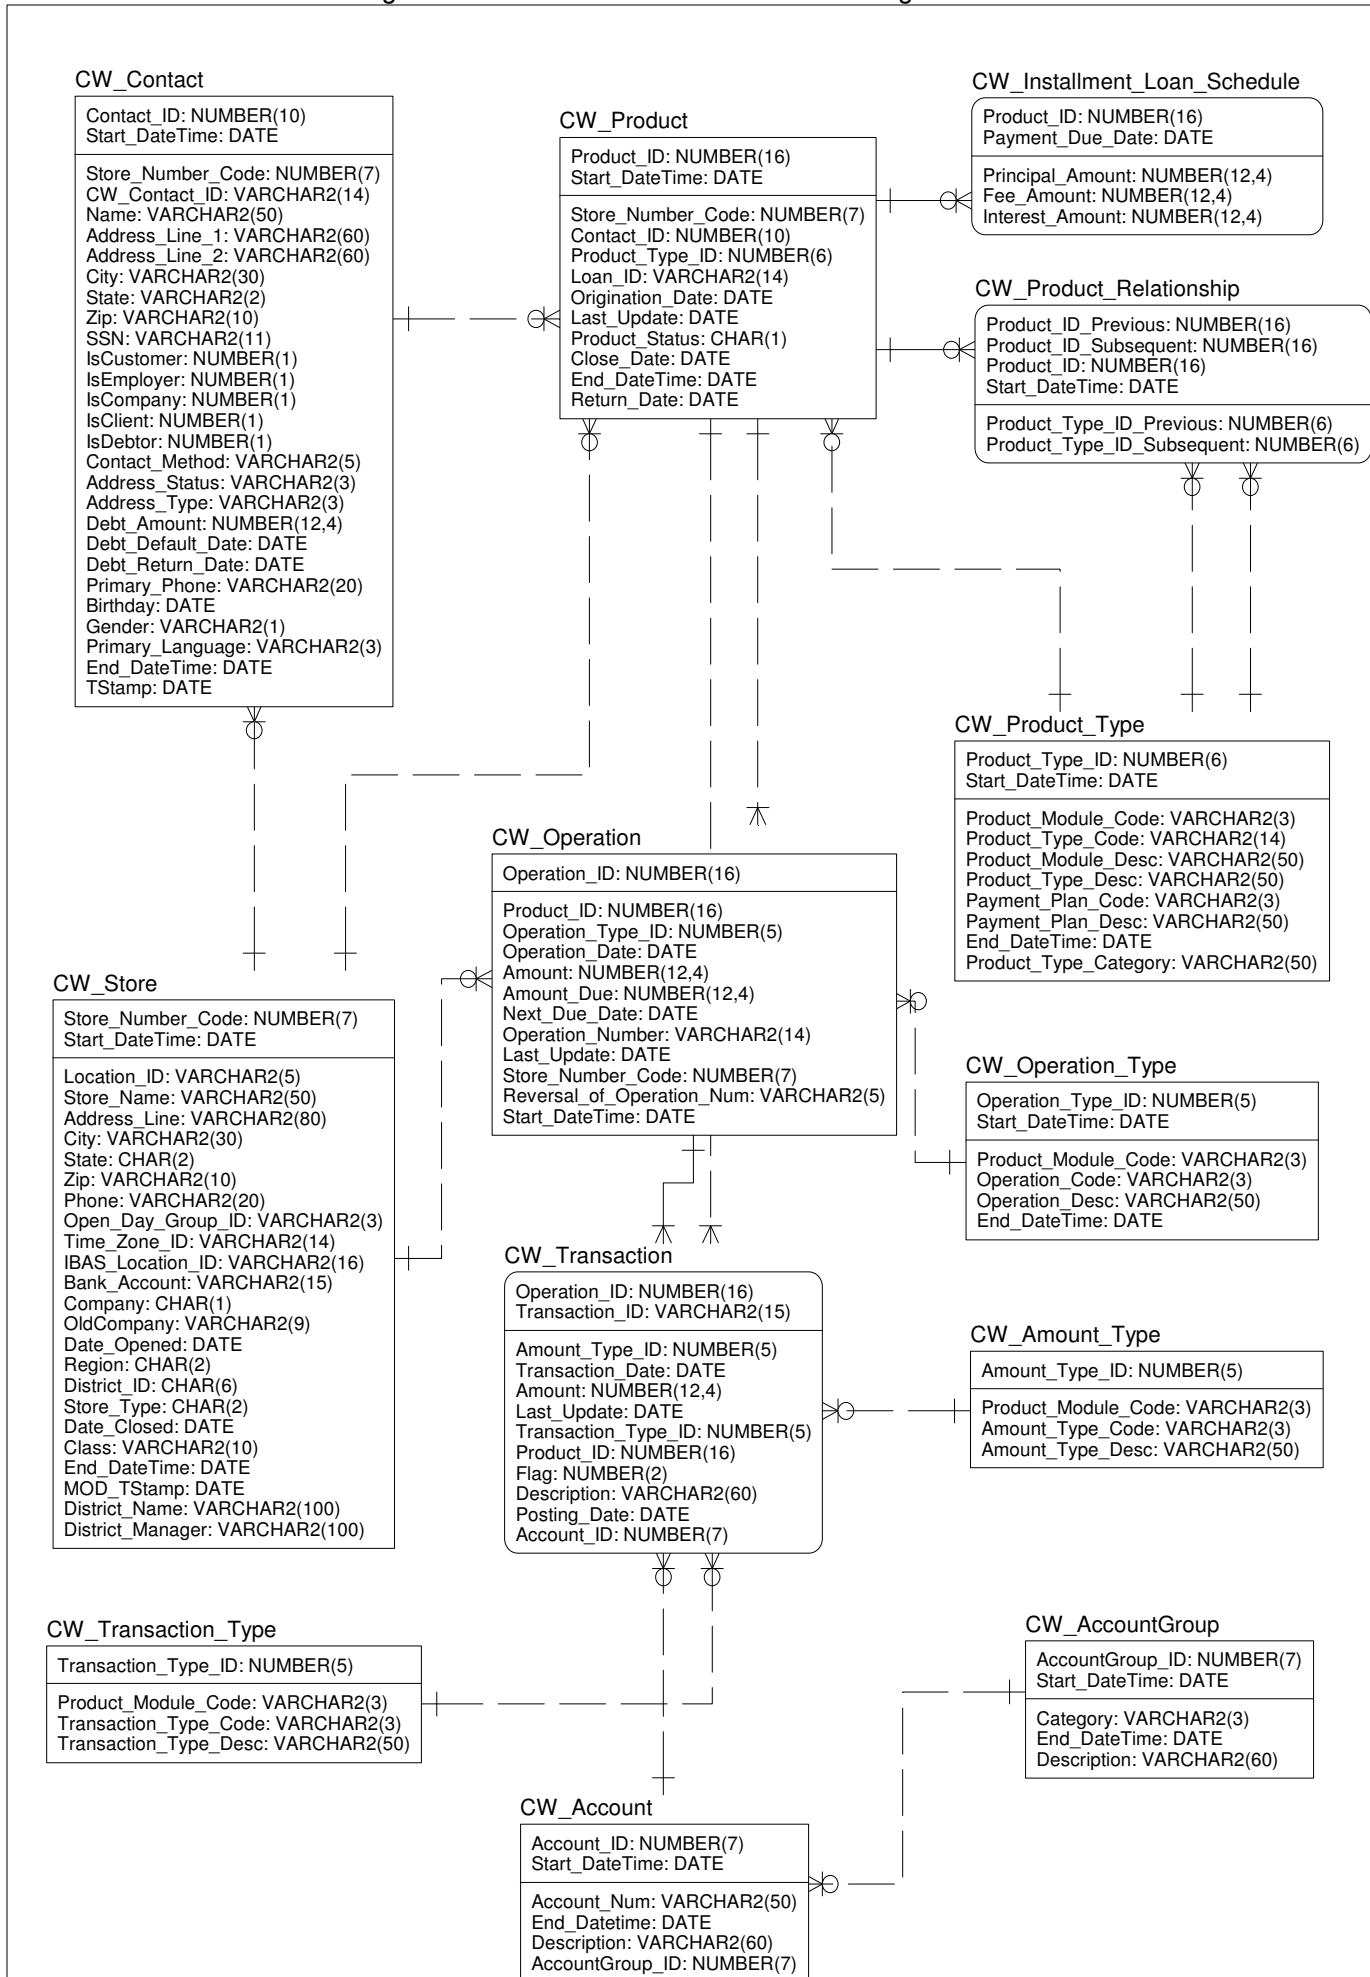 CW_Contact
Contact_ID: NUMBER(10)
Start_DateTime: DATE
Store_Number_Code: NUMBER(7)
CW_Contact_ID: VARCHAR2(14)
Name: VARCHAR2(50)
Address_Line_1: VARCHAR2(60)
Address_Line_2: VARCHAR2(60)
City: VARCHAR2(30)
State: VARCHAR2(2)
Zip: VARCHAR2(10)
SSN: VARCHAR2(11)
IsCustomer: NUMBER(1)
IsEmployer: NUMBER(1)
IsCompany: NUMBER(1)
IsClient: NUMBER(1)
IsDebtor: NUMBER(1)
Contact_Method: VARCHAR2(5)
Address_Status: VARCHAR2(3)
Address_Type: VARCHAR2(3)
Debt_Amount: NUMBER(12,4)
Debt_Default_Date: DATE
Debt_Return_Date: DATE
Primary_Phone: VARCHAR2(20)
Birthday: DATE
Gender: VARCHAR2(1)
Primary_Language: VARCHAR2(3)
End_DateTime: DATE
TStamp: DATE
CW_Product
Product_ID: NUMBER(16)
Start_DateTime: DATE
Store_Number_Code: NUMBER(7)
Contact_ID: NUMBER(10)
Product_Type_ID: NUMBER(6)
Loan_ID: VARCHAR2(14)
Origination_Date: DATE
Last_Update: DATE
Product_Status: CHAR(1)
Close_Date: DATE
End_DateTime: DATE
Return_Date: DATE
CW_Installment_Loan_Schedule
Product_ID: NUMBER(16)
Payment_Due_Date: DATE
Principal_Amount: NUMBER(12,4)
Fee_Amount: NUMBER(12,4)
Interest_Amount: NUMBER(12,4)
CW_Product_Relationship
Product_ID_Previous: NUMBER(16)
Product_ID_Subsequent: NUMBER(16)
Product_ID: NUMBER(16)
Start_DateTime: DATE
Product_Type_ID_Previous: NUMBER(6)
Product_Type_ID_Subsequent: NUMBER(6)
CW_Product_Type
Product_Type_ID: NUMBER(6)
Start_DateTime: DATE
Product_Module_Code: VARCHAR2(3)
Product_Type_Code: VARCHAR2(14)
Product_Module_Desc: VARCHAR2(50)
Product_Type_Desc: VARCHAR2(50)
Payment_Plan_Code: VARCHAR2(3)
Payment_Plan_Desc: VARCHAR2(50)
End_DateTime: DATE
Product_Type_Category: VARCHAR2(50)
CW_Operation
Operation_ID: NUMBER(16)
Product_ID: NUMBER(16)
Operation_Type_ID: NUMBER(5)
Operation_Date: DATE
Amount: NUMBER(12,4)
Amount_Due: NUMBER(12,4)
Next_Due_Date: DATE
Operation_Number: VARCHAR2(14)
Last_Update: DATE
Store_Number_Code: NUMBER(7)
Reversal_of_Operation_Num: VARCHAR2(5)
Start_DateTime: DATE
CW_Store
Store_Number_Code: NUMBER(7)
Start_DateTime: DATE
Location_ID: VARCHAR2(5)
Store_Name: VARCHAR2(50)
Address_Line: VARCHAR2(80)
City: VARCHAR2(30)
State: CHAR(2)
Zip: VARCHAR2(10)
Phone: VARCHAR2(20)
Open_Day_Group_ID: VARCHAR2(3)
Time_Zone_ID: VARCHAR2(14)
IBAS_Location_ID: VARCHAR2(16)
Bank_Account: VARCHAR2(15)
Company: CHAR(1)
OldCompany: VARCHAR2(9)
Date_Opened: DATE
Region: CHAR(2)
District_ID: CHAR(6)
Store_Type: CHAR(2)
Date_Closed: DATE
Class: VARCHAR2(10)
End_DateTime: DATE
MOD_TStamp: DATE
District_Name: VARCHAR2(100)
District_Manager: VARCHAR2(100)
CW_Operation_Type
Operation_Type_ID: NUMBER(5)
Start_DateTime: DATE
Product_Module_Code: VARCHAR2(3)
Operation_Code: VARCHAR2(3)
Operation_Desc: VARCHAR2(50)
End_DateTime: DATE
CW_Transaction
Operation_ID: NUMBER(16)
Transaction_ID: VARCHAR2(15)
Amount_Type_ID: NUMBER(5)
Transaction_Date: DATE
Amount: NUMBER(12,4)
Last_Update: DATE
Transaction_Type_ID: NUMBER(5)
Product_ID: NUMBER(16)
Flag: NUMBER(2)
Description: VARCHAR2(60)
Posting_Date: DATE
Account_ID: NUMBER(7)
CW_Amount_Type
Amount_Type_ID: NUMBER(5)
Product_Module_Code: VARCHAR2(3)
Amount_Type_Code: VARCHAR2(3)
Amount_Type_Desc: VARCHAR2(50)
CW_Transaction_Type
Transaction_Type_ID: NUMBER(5)
Product_Module_Code: VARCHAR2(3)
Transaction_Type_Code: VARCHAR2(3)
Transaction_Type_Desc: VARCHAR2(50)
CW_AccountGroup
AccountGroup_ID: NUMBER(7)
Start_DateTime: DATE
Category: VARCHAR2(3)
End_DateTime: DATE
Description: VARCHAR2(60)
CW_Account
Account_ID: NUMBER(7)
Start_DateTime: DATE
Account_Num: VARCHAR2(50)
End_Datetime: DATE
Description: VARCHAR2(60)
AccountGroup_ID: NUMBER(7)